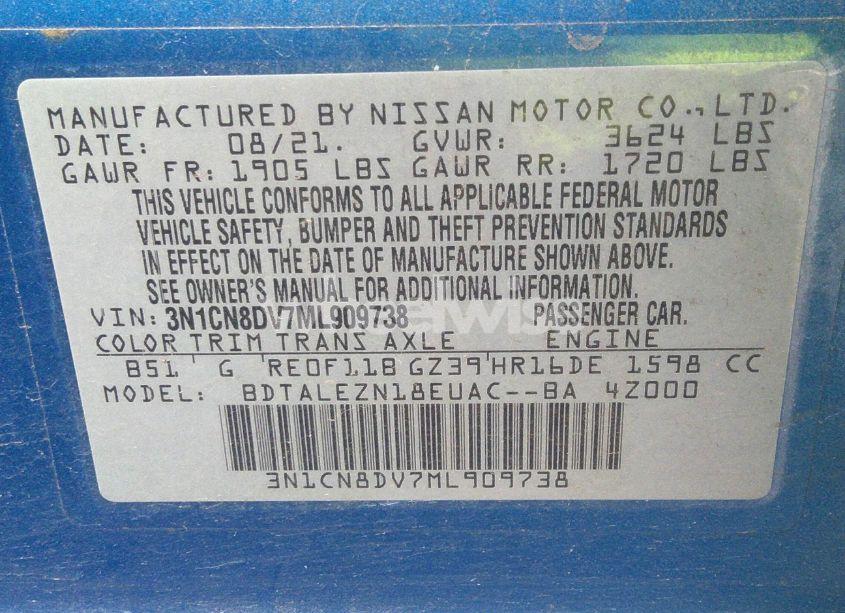 MANUFACTURED BY NISSAN MOTOR CO., LTD.
DATE: 08/21. GVWR: 3624 LBS
GAWR FR: 1905 LBS GAWR RR: 1720 LBS
THIS VEHICLE CONFORMS TO ALL APPLICABLE FEDERAL MOTOR
VEHICLE SAFETY, BUMPER AND THEFT PREVENTION STANDARDS
IN EFFECT ON THE DATE OF MANUFACTURE SHOWN ABOVE.
SEE OWNER'S MANUAL FOR ADDITIONAL INFORMATION.
VIN: 3N1CN8DV7ML909738 PASSENGER CAR.
COLOR TRIM TRANS AXLE ENGINE
B51 G RE0F11B GZ39 HR16DE 1598 CC
MODEL: BDTALEZN18EUAC--BA 4Z000
3N1CN8DV7ML909738